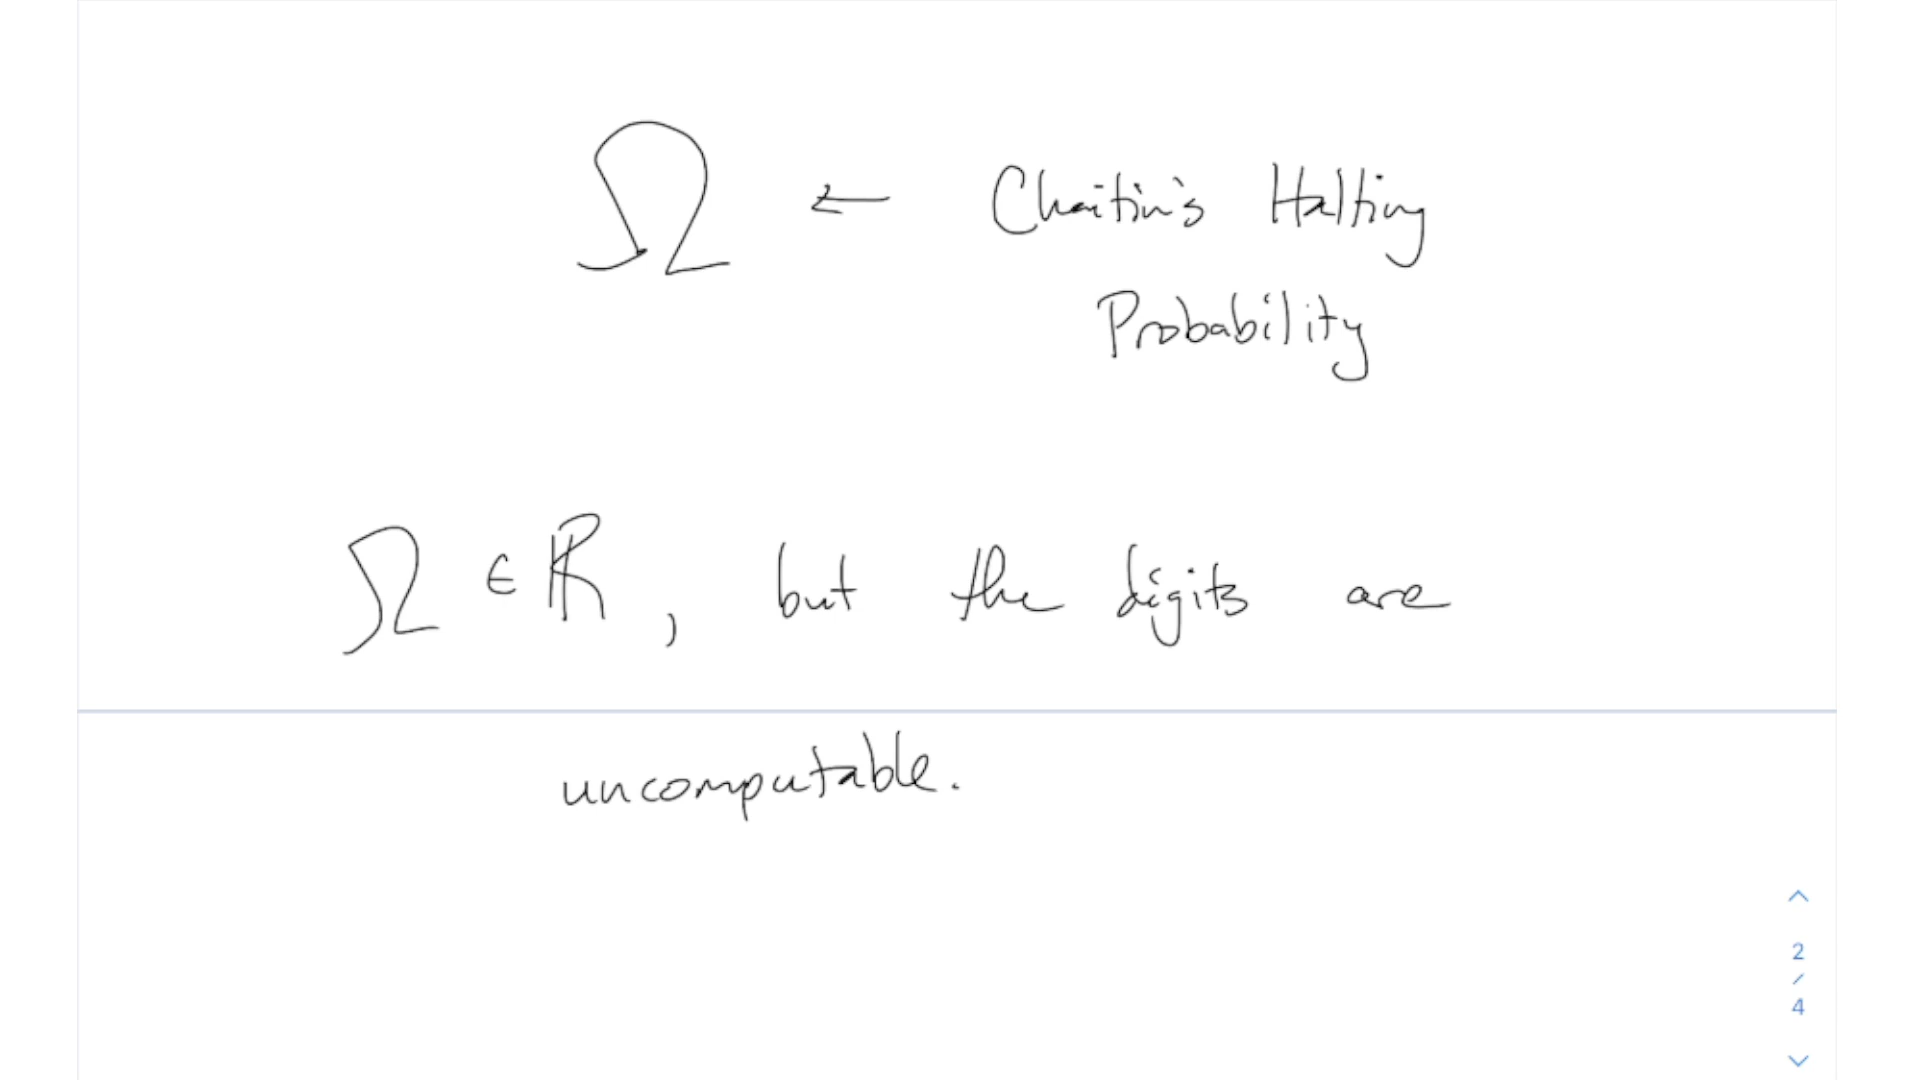 Ω ← Chaitin's Halting
Probability
Ω ∈ ℝ, but the digits are
uncomputable.
2
/
4